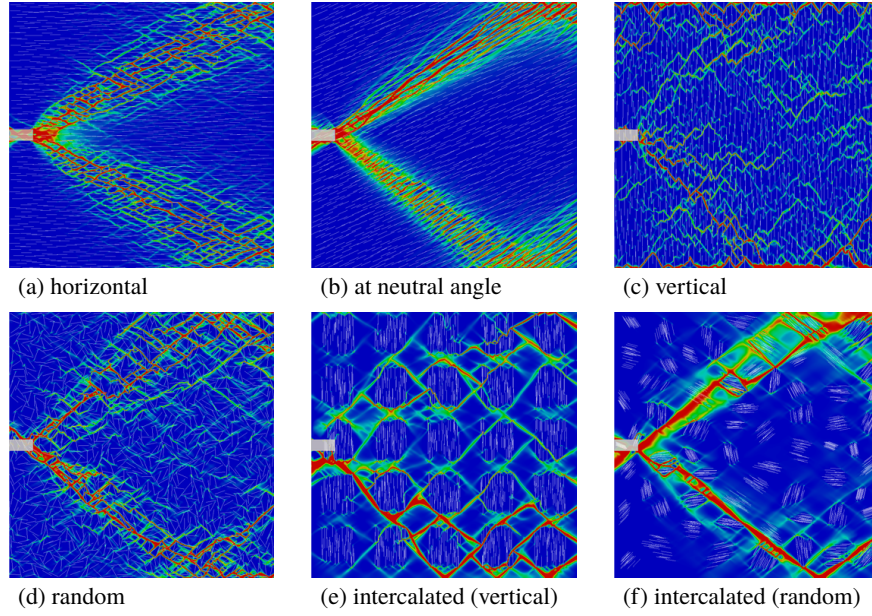 (a) horizontal
(b) at neutral angle
(c) vertical
(d) random
(e) intercalated (vertical)
(f) intercalated (random)